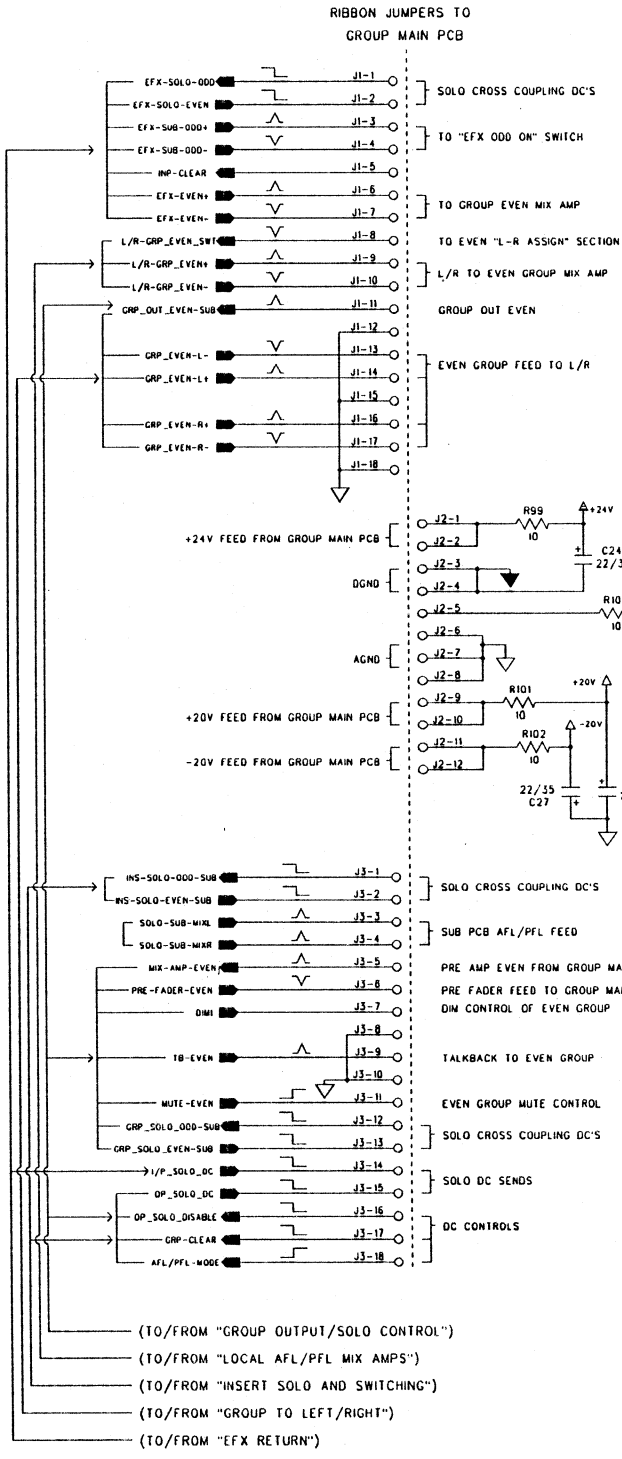 RIBBON JUMPERS TO
GROUP MAIN PCB
EFX-SOLO-ODD J1-1
EFX-SOLO-EVEN J1-2
SOLO CROSS COUPLING DC'S
EFX-SUB-ODD+ J1-3
EFX-SUB-ODD- J1-4
TO "EFX ODD ON" SWITCH
INP-CLEAR J1-5
EFX-EVEN+ J1-6
EFX-EVEN- J1-7
TO GROUP EVEN MIX AMP
L/R-GRP_EVEN_SWT J1-8 TO EVEN "L-R ASSIGN" SECTION
L/R-GRP_EVEN+ J1-9
L/R-GRP_EVEN- J1-10
L/R TO EVEN GROUP MIX AMP
GRP_OUT_EVEN-SUB J1-11 GROUP OUT EVEN
J1-12
GRP_EVEN-L- J1-13
GRP_EVEN-L+ J1-14
EVEN GROUP FEED TO L/R
J1-15
GRP_EVEN-R+ J1-16
GRP_EVEN-R- J1-17
J1-18
+24V FEED FROM GROUP MAIN PCB
J2-1 R99 10 +24V
J2-2
C24
DGND
J2-3
J2-4
J2-5
10
AGND
J2-6
J2-7
J2-8
+20V FEED FROM GROUP MAIN PCB
J2-9 R101 10 +20V
J2-10
-20V FEED FROM GROUP MAIN PCB
J2-11 R102 10 -20V
J2-12
22/35
C27
INS-SOLO-ODD-SUB J3-1
INS-SOLO-EVEN-SUB J3-2
SOLO CROSS COUPLING DC'S
SOLO-SUB-MIXL J3-3
SOLO-SUB-MIXR J3-4
SUB PCB AFL/PFL FEED
MIX-AMP-EVEN J3-5 PRE AMP EVEN FROM GROUP
PRE-FADER-EVEN J3-6 PRE FADER FEED TO GROUP
DIM1 J3-7 DIM CONTROL OF EVEN GROUP
J3-8
TB-EVEN J3-9 TALKBACK TO EVEN GROUP
J3-10
MUTE-EVEN J3-11 EVEN GROUP MUTE CONTROL
GRP_SOLO_ODD-SUB J3-12
GRP_SOLO_EVEN-SUB J3-13
SOLO CROSS COUPLING DC'S
I/P_SOLO_DC J3-14
OP_SOLO_DC J3-15
SOLO DC SENDS
OP_SOLO_DISABLE J3-16
GRP-CLEAR J3-17
AFL/PFL-MODE J3-18
DC CONTROLS
(TO/FROM "GROUP OUTPUT/SOLO CONTROL")
(TO/FROM "LOCAL AFL/PFL MIX AMPS")
(TO/FROM "INSERT SOLO AND SWITCHING")
(TO/FROM "GROUP TO LEFT/RIGHT")
(TO/FROM "EFX RETURN")